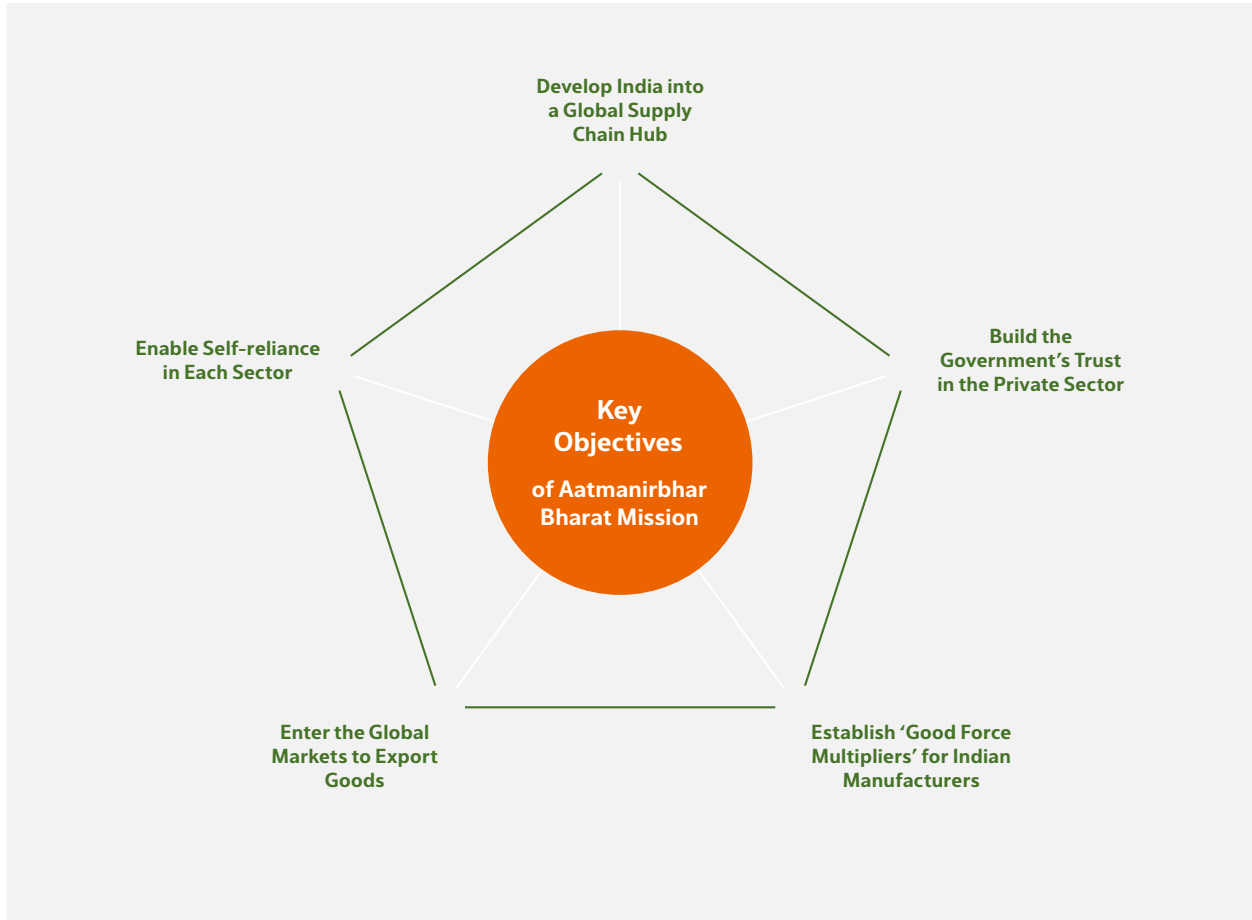 Develop India into
a Global Supply
Chain Hub
Build the
Government’s Trust
in the Private Sector
Enable Self-reliance
in Each Sector
Key
Objectives
of Aatmanirbhar
Bharat Mission
Enter the Global
Markets to Export
Goods
Establish ‘Good Force
Multipliers’ for Indian
Manufacturers